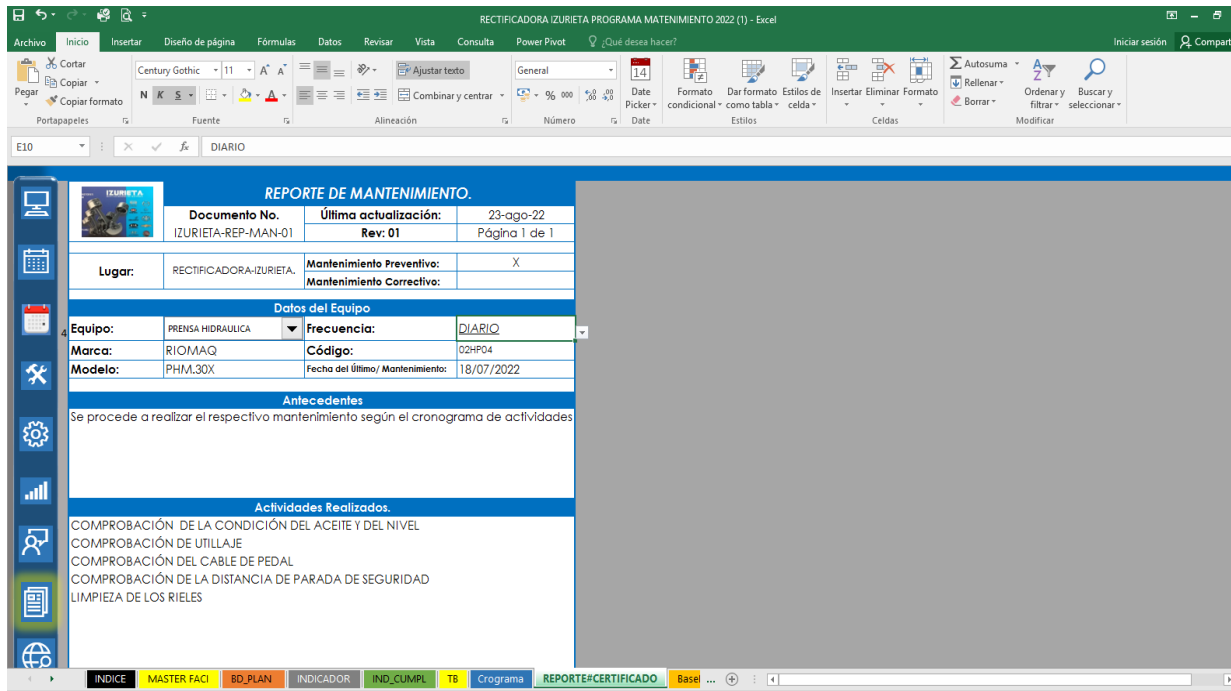 RECTIFICADORA IZURIETA PROGRAMA MATENIMIENTO 2022 (1) - Excel
Archivo Inicio Insertar Diseño de página Fórmulas Datos Revisar Vista Consulta Power Pivot ¿Qué desea hacer? Iniciar sesión Compart
Pegar
Cortar
Copiar
Copiar formato
Portapapeles
Century Gothic 11
N K S
Fuente
Ajustar texto
Combinar y centrar
Alineación
General
% 000
Número
14
Date Picker
Date
Formato condicional
Dar formato como tabla
Estilos de celda
Estilos
Insertar Eliminar Formato
Celdas
Autosuma
Rellenar
Borrar
Ordenar y filtrar
Buscar y seleccionar
Modificar
E10 fx DIARIO
IZURIETA
REPORTE DE MANTENIMIENTO.
Documento No. Última actualización: 23-ago-22
IZURIETA-REP-MAN-01 Rev: 01 Página 1 de 1
Lugar: RECTIFICADORA-IZURIETA.
Mantenimiento Preventivo: X
Mantenimiento Correctivo:
Datos del Equipo
4
Equipo: PRENSA HIDRAULICA Frecuencia: DIARIO
Marca: RIOMAQ Código: 02HP04
Modelo: PHM.30X Fecha del Último/ Mantenimiento: 18/07/2022
Antecedentes
Se procede a realizar el respectivo mantenimiento según el cronograma de actividades
Actividades Realizados.
COMPROBACIÓN DE LA CONDICIÓN DEL ACEITE Y DEL NIVEL
COMPROBACIÓN DE UTILLAJE
COMPROBACIÓN DEL CABLE DE PEDAL
COMPROBACIÓN DE LA DISTANCIA DE PARADA DE SEGURIDAD
LIMPIEZA DE LOS RIELES
INDICE MASTER FACI BD_PLAN INDICADOR IND_CUMPL TB Crograma REPORTE#CERTIFICADO Basel ...